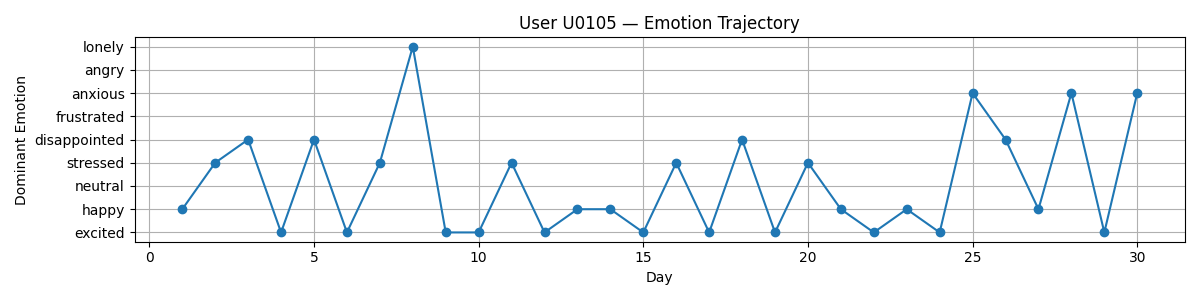 User U0105 — Emotion Trajectory
Dominant Emotion
lonely
angry
anxious
frustrated
disappointed
stressed
neutral
happy
excited
0 5 10 15 20 25 30
Day